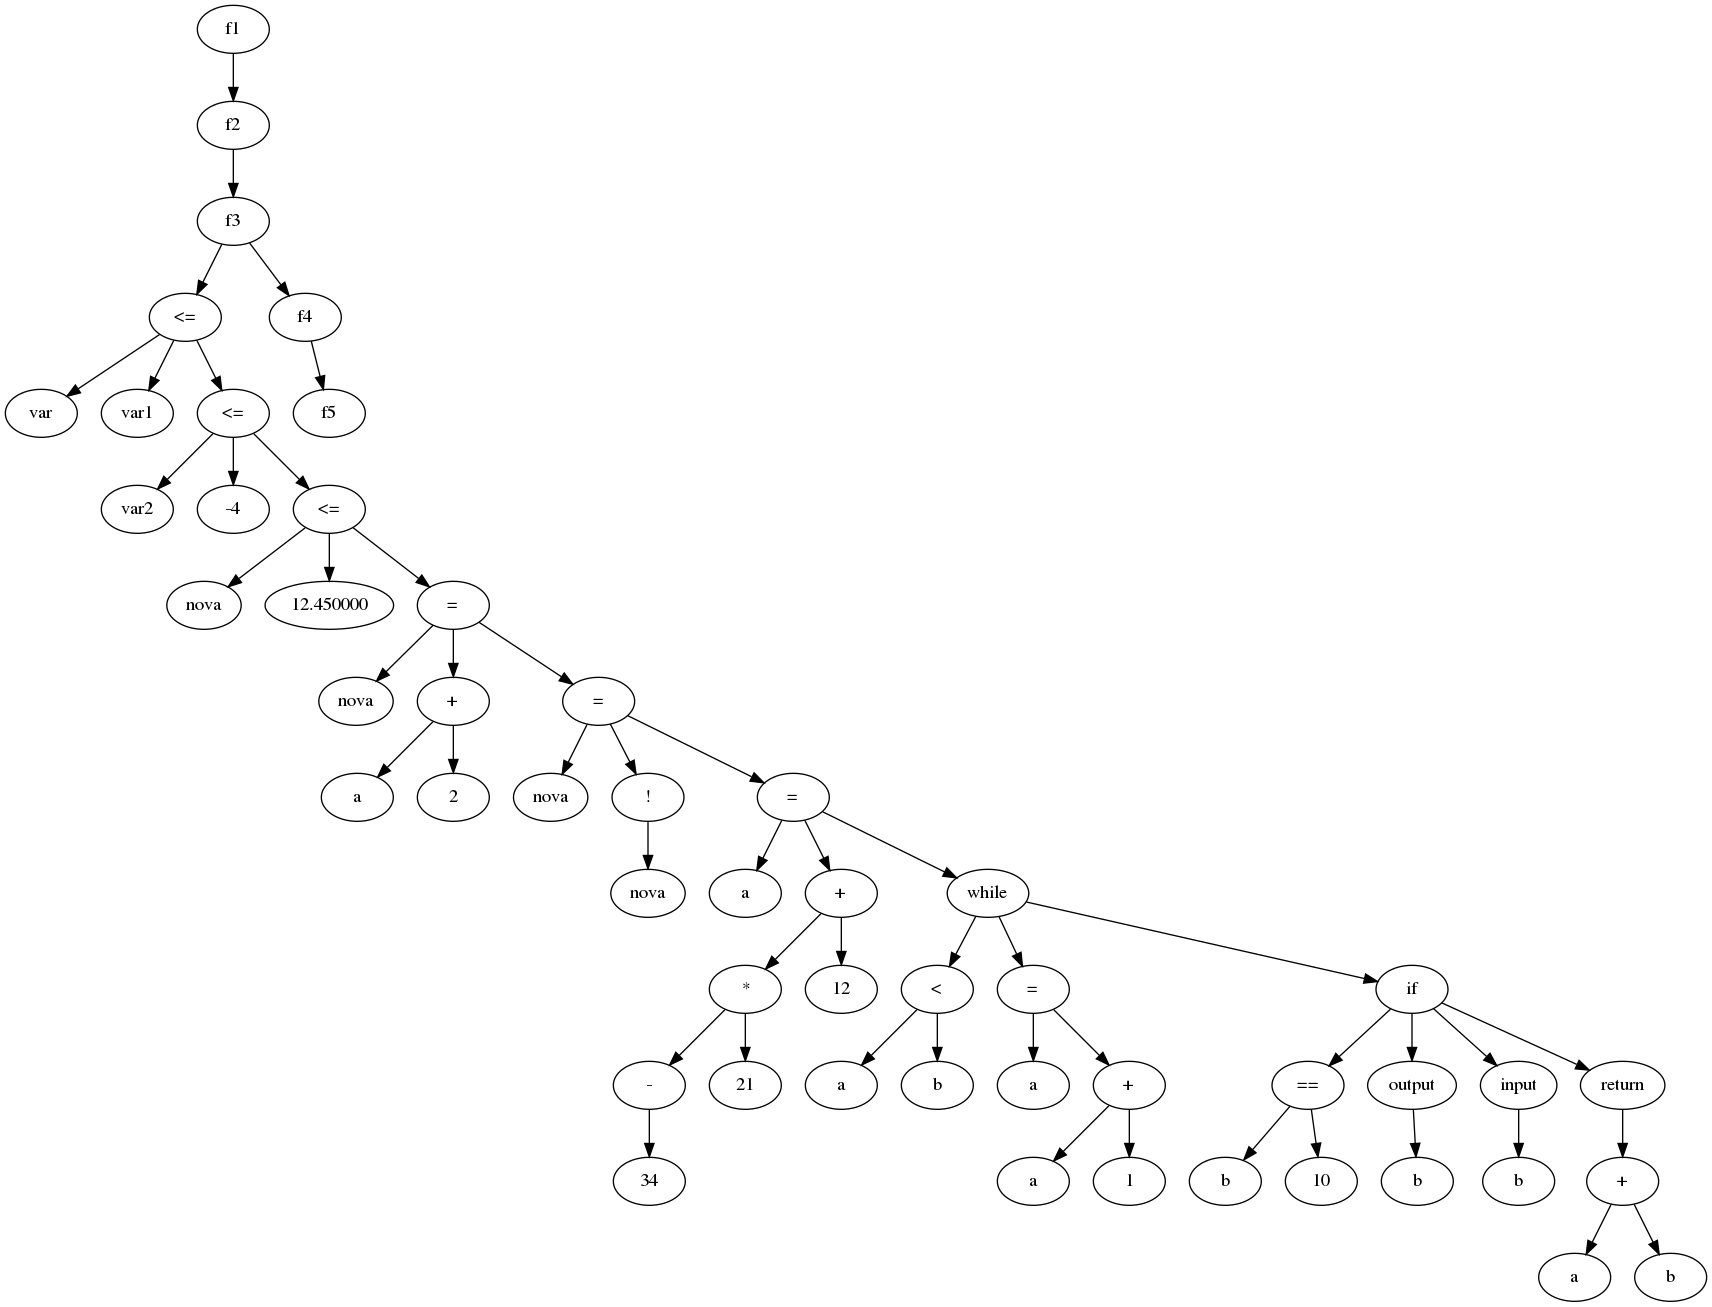 f1
f2
f3
<= f4
var var1 <= f5
var2 -4 <=
nova 12.450000 =
nova + =
a 2 nova ! =
nova a + while
* 12 < = if
- 21 a b a + == output input return
34 a 1 b 10 b b +
a b